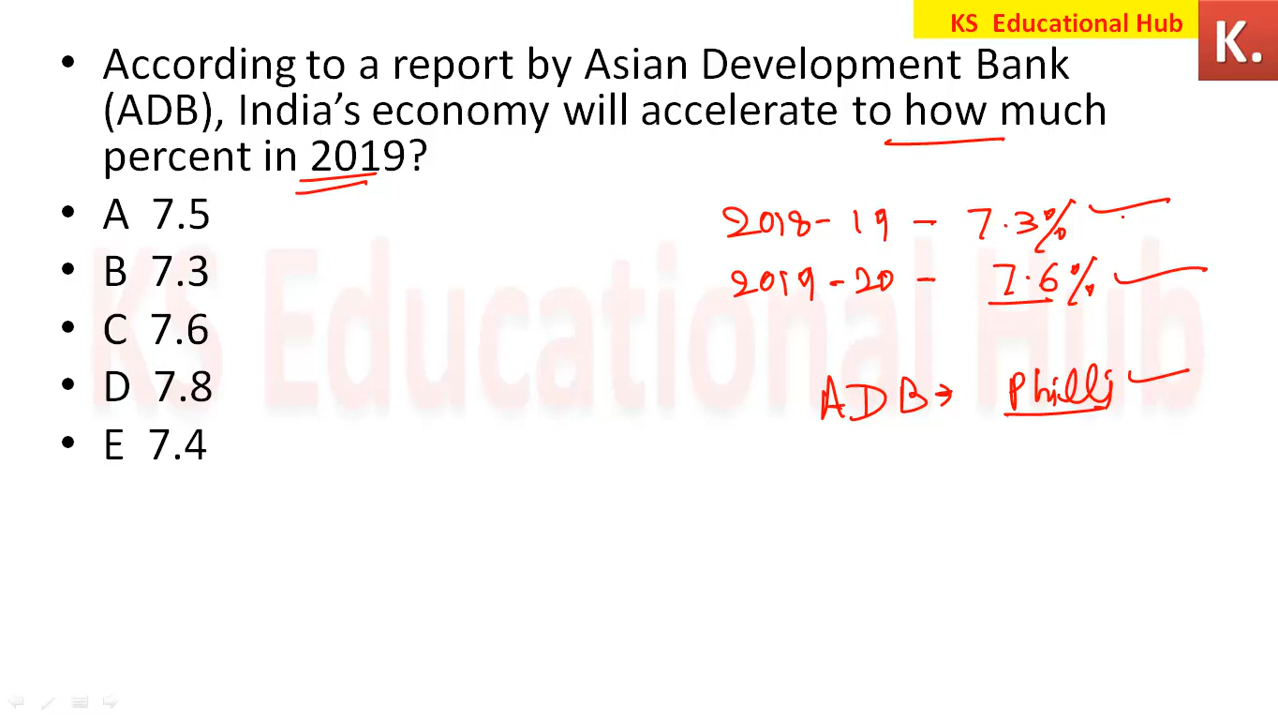 KS Educational Hub
K.
• According to a report by Asian Development Bank
(ADB), India’s economy will accelerate to how much
percent in 2019?
• A 7.5
• B 7.3
• C 7.6
• D 7.8
• E 7.4
2018-19 - 7.3%
2019-20 - 7.6%
ADB→ Philli
KS Educational Hub